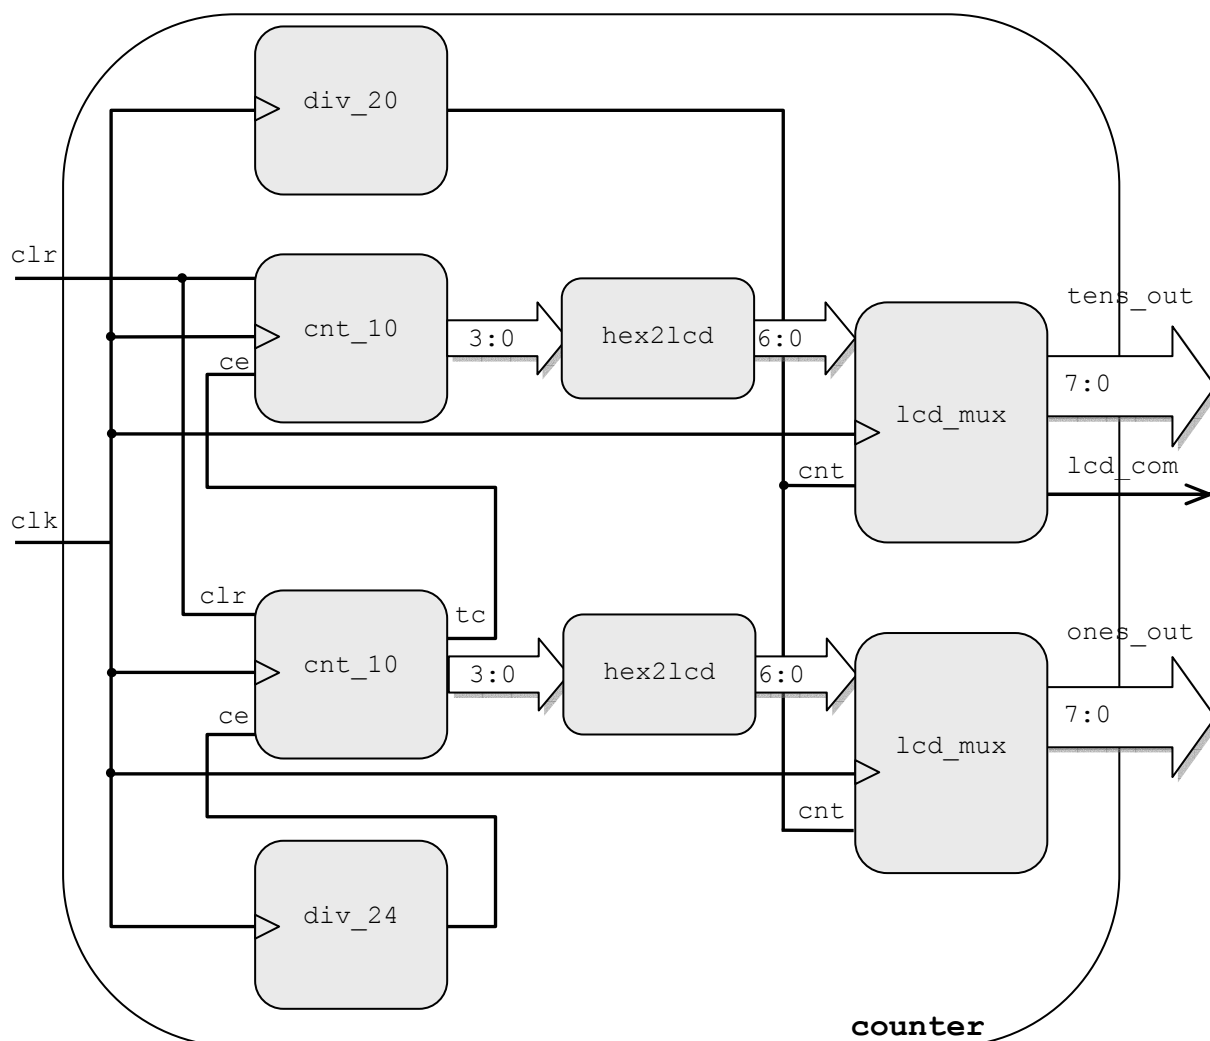 div_20
clr
tens_out
cnt_10
3:0
hex2lcd
6:0
ce
7:0
lcd_mux
lcd_com
cnt
clk
clr
tc
ones_out
cnt_10
3:0
hex2lcd
6:0
ce
7:0
lcd_mux
cnt
div_24
counter